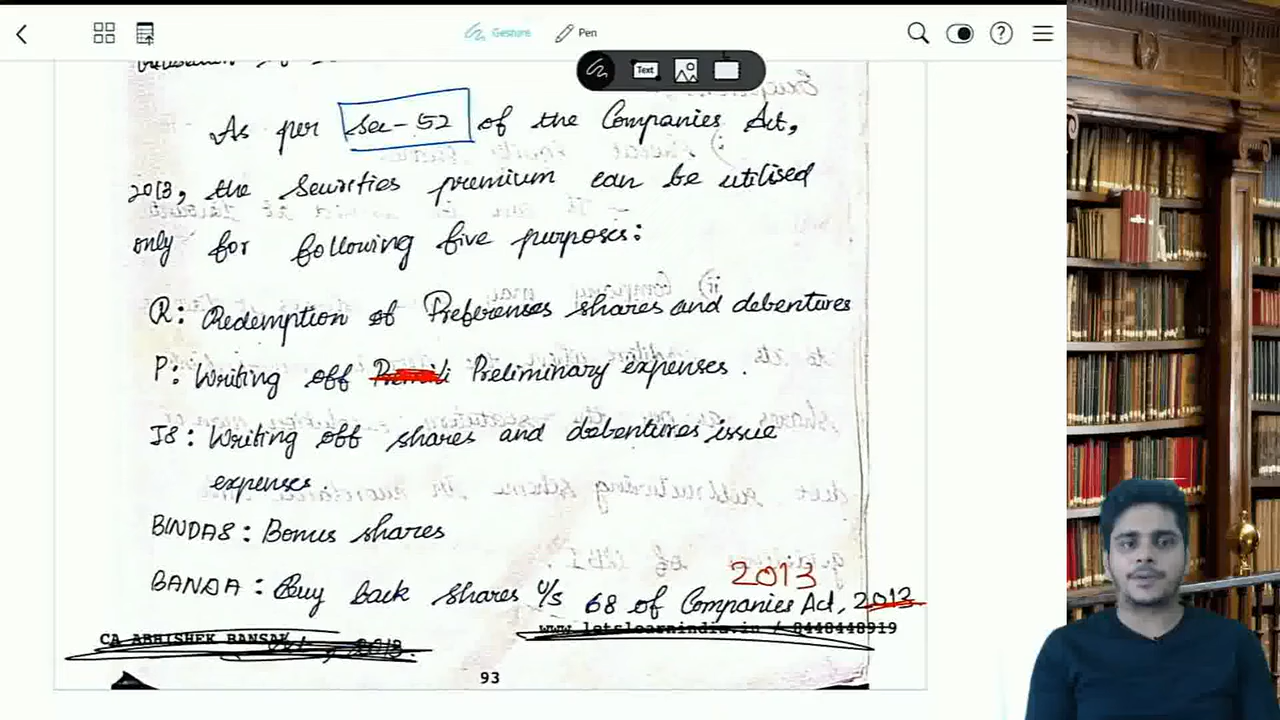 Gesture
Pen
Text
As per Sec-52 of the Companies Act,
2013, the Securities premium can be utilised
only for following five purposes:
R: Redemption of Preferenses shares and debentures
P: Writing off Preliminary expenses.
IS: Writing off shares and debentures issue
expenses.
BINDAS: Bonus shares
2013
BANDA: Buy back shares u/s 68 of Companies Act, 2013
CA ABHISHEK BANSAL
www.letslearnindia.in / 8448448919
93